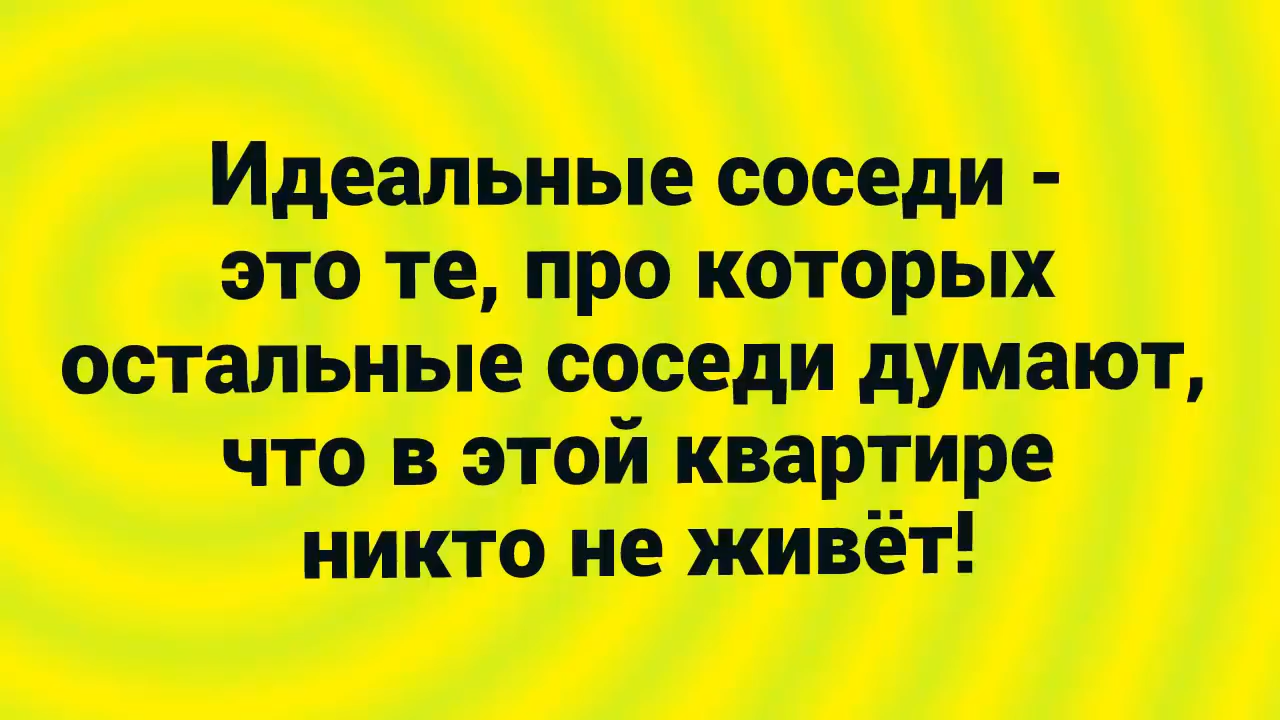 Идеальные соседи -
это те, про которых
остальные соседи думают,
что в этой квартире
никто не живёт!